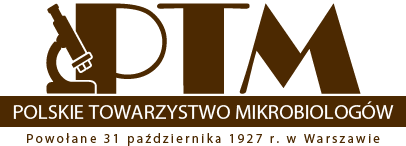 PTM
POLSKIE TOWARZYSTWO MIKROBIOLOGÓW
Powołane 31 października 1927 r. w Warszawie